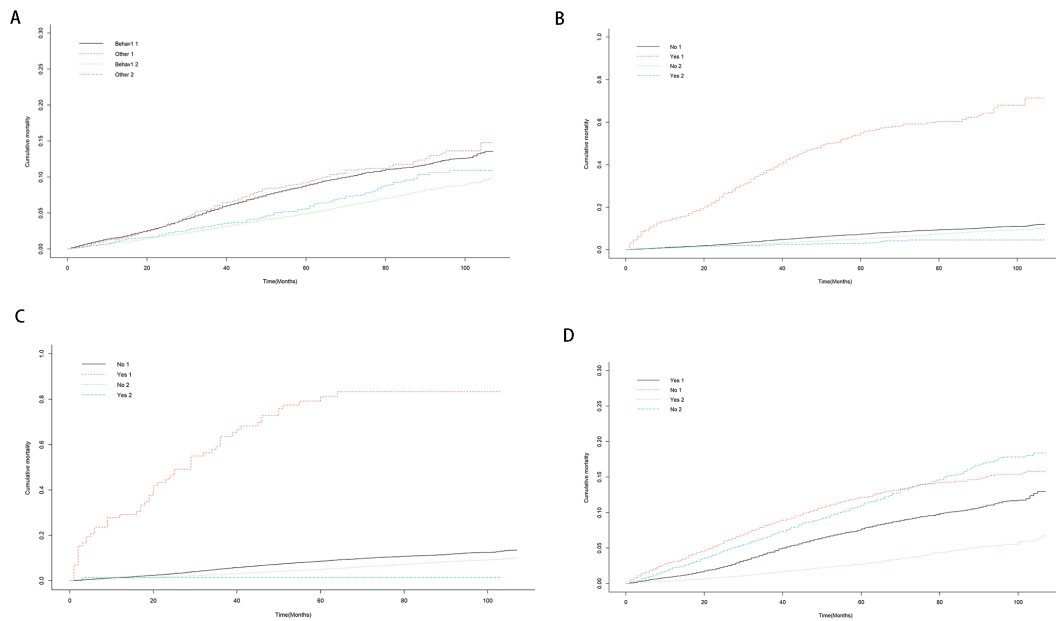 A
0.30
0.25
0.20
0.15
0.10
0.05
0.00
Cumulative mortality
Behav1 1
Other 1
Behav1 2
Other 2
0 20 40 60 80 100
Time(Months)
B
1.0
0.8
0.6
0.4
0.2
0.0
Cumulative mortality
No 1
Yes 1
No 2
Yes 2
0 20 40 60 80 100
Time(Months)
C
1.0
0.8
0.6
0.4
0.2
0.0
Cumulative mortality
No 1
Yes 1
No 2
Yes 2
0 20 40 60 80 100
Time(Months)
D
0.30
0.25
0.20
0.15
0.10
0.05
0.00
Cumulative mortality
Yes 1
No 1
Yes 2
No 2
0 20 40 60 80 100
Time(Months)